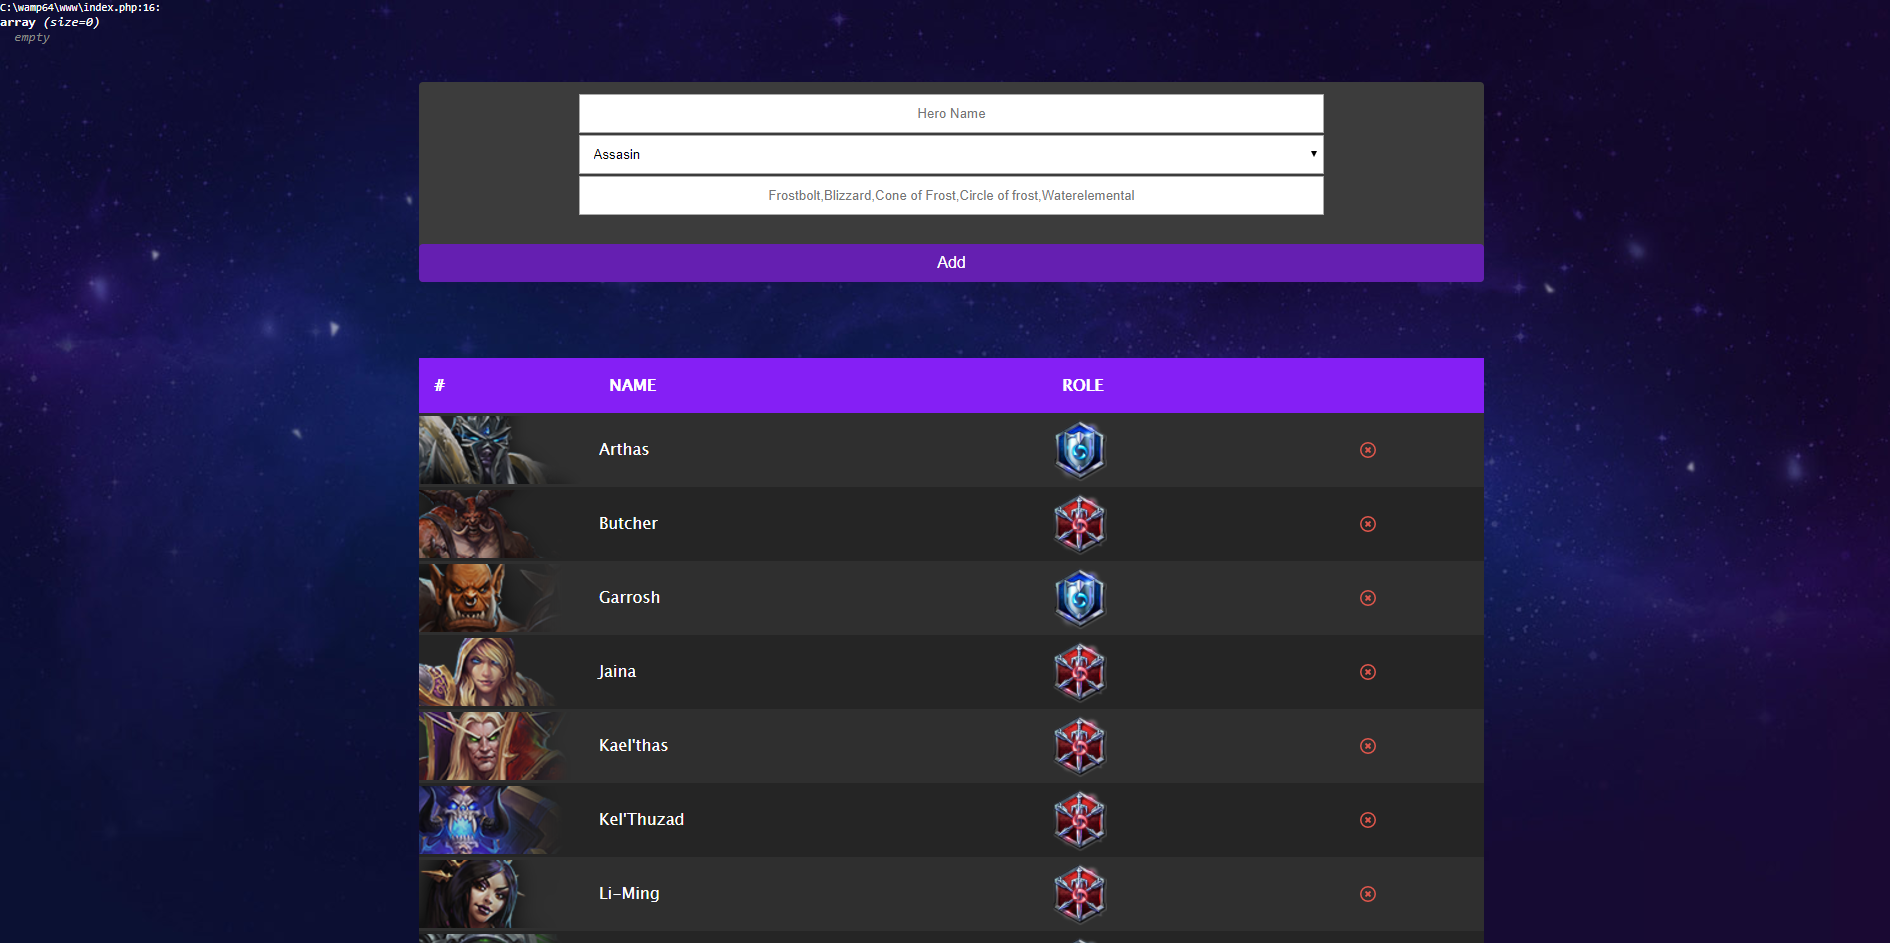 C:\wamp64\www\index.php:16:
array (size=0)
empty
Hero Name
Assasin
Frostbolt,Blizzard,Cone of Frost,Circle of frost,Waterelemental
Add
# NAME ROLE
Arthas
Butcher
Garrosh
Jaina
Kael'thas
Kel'Thuzad
Li-Ming